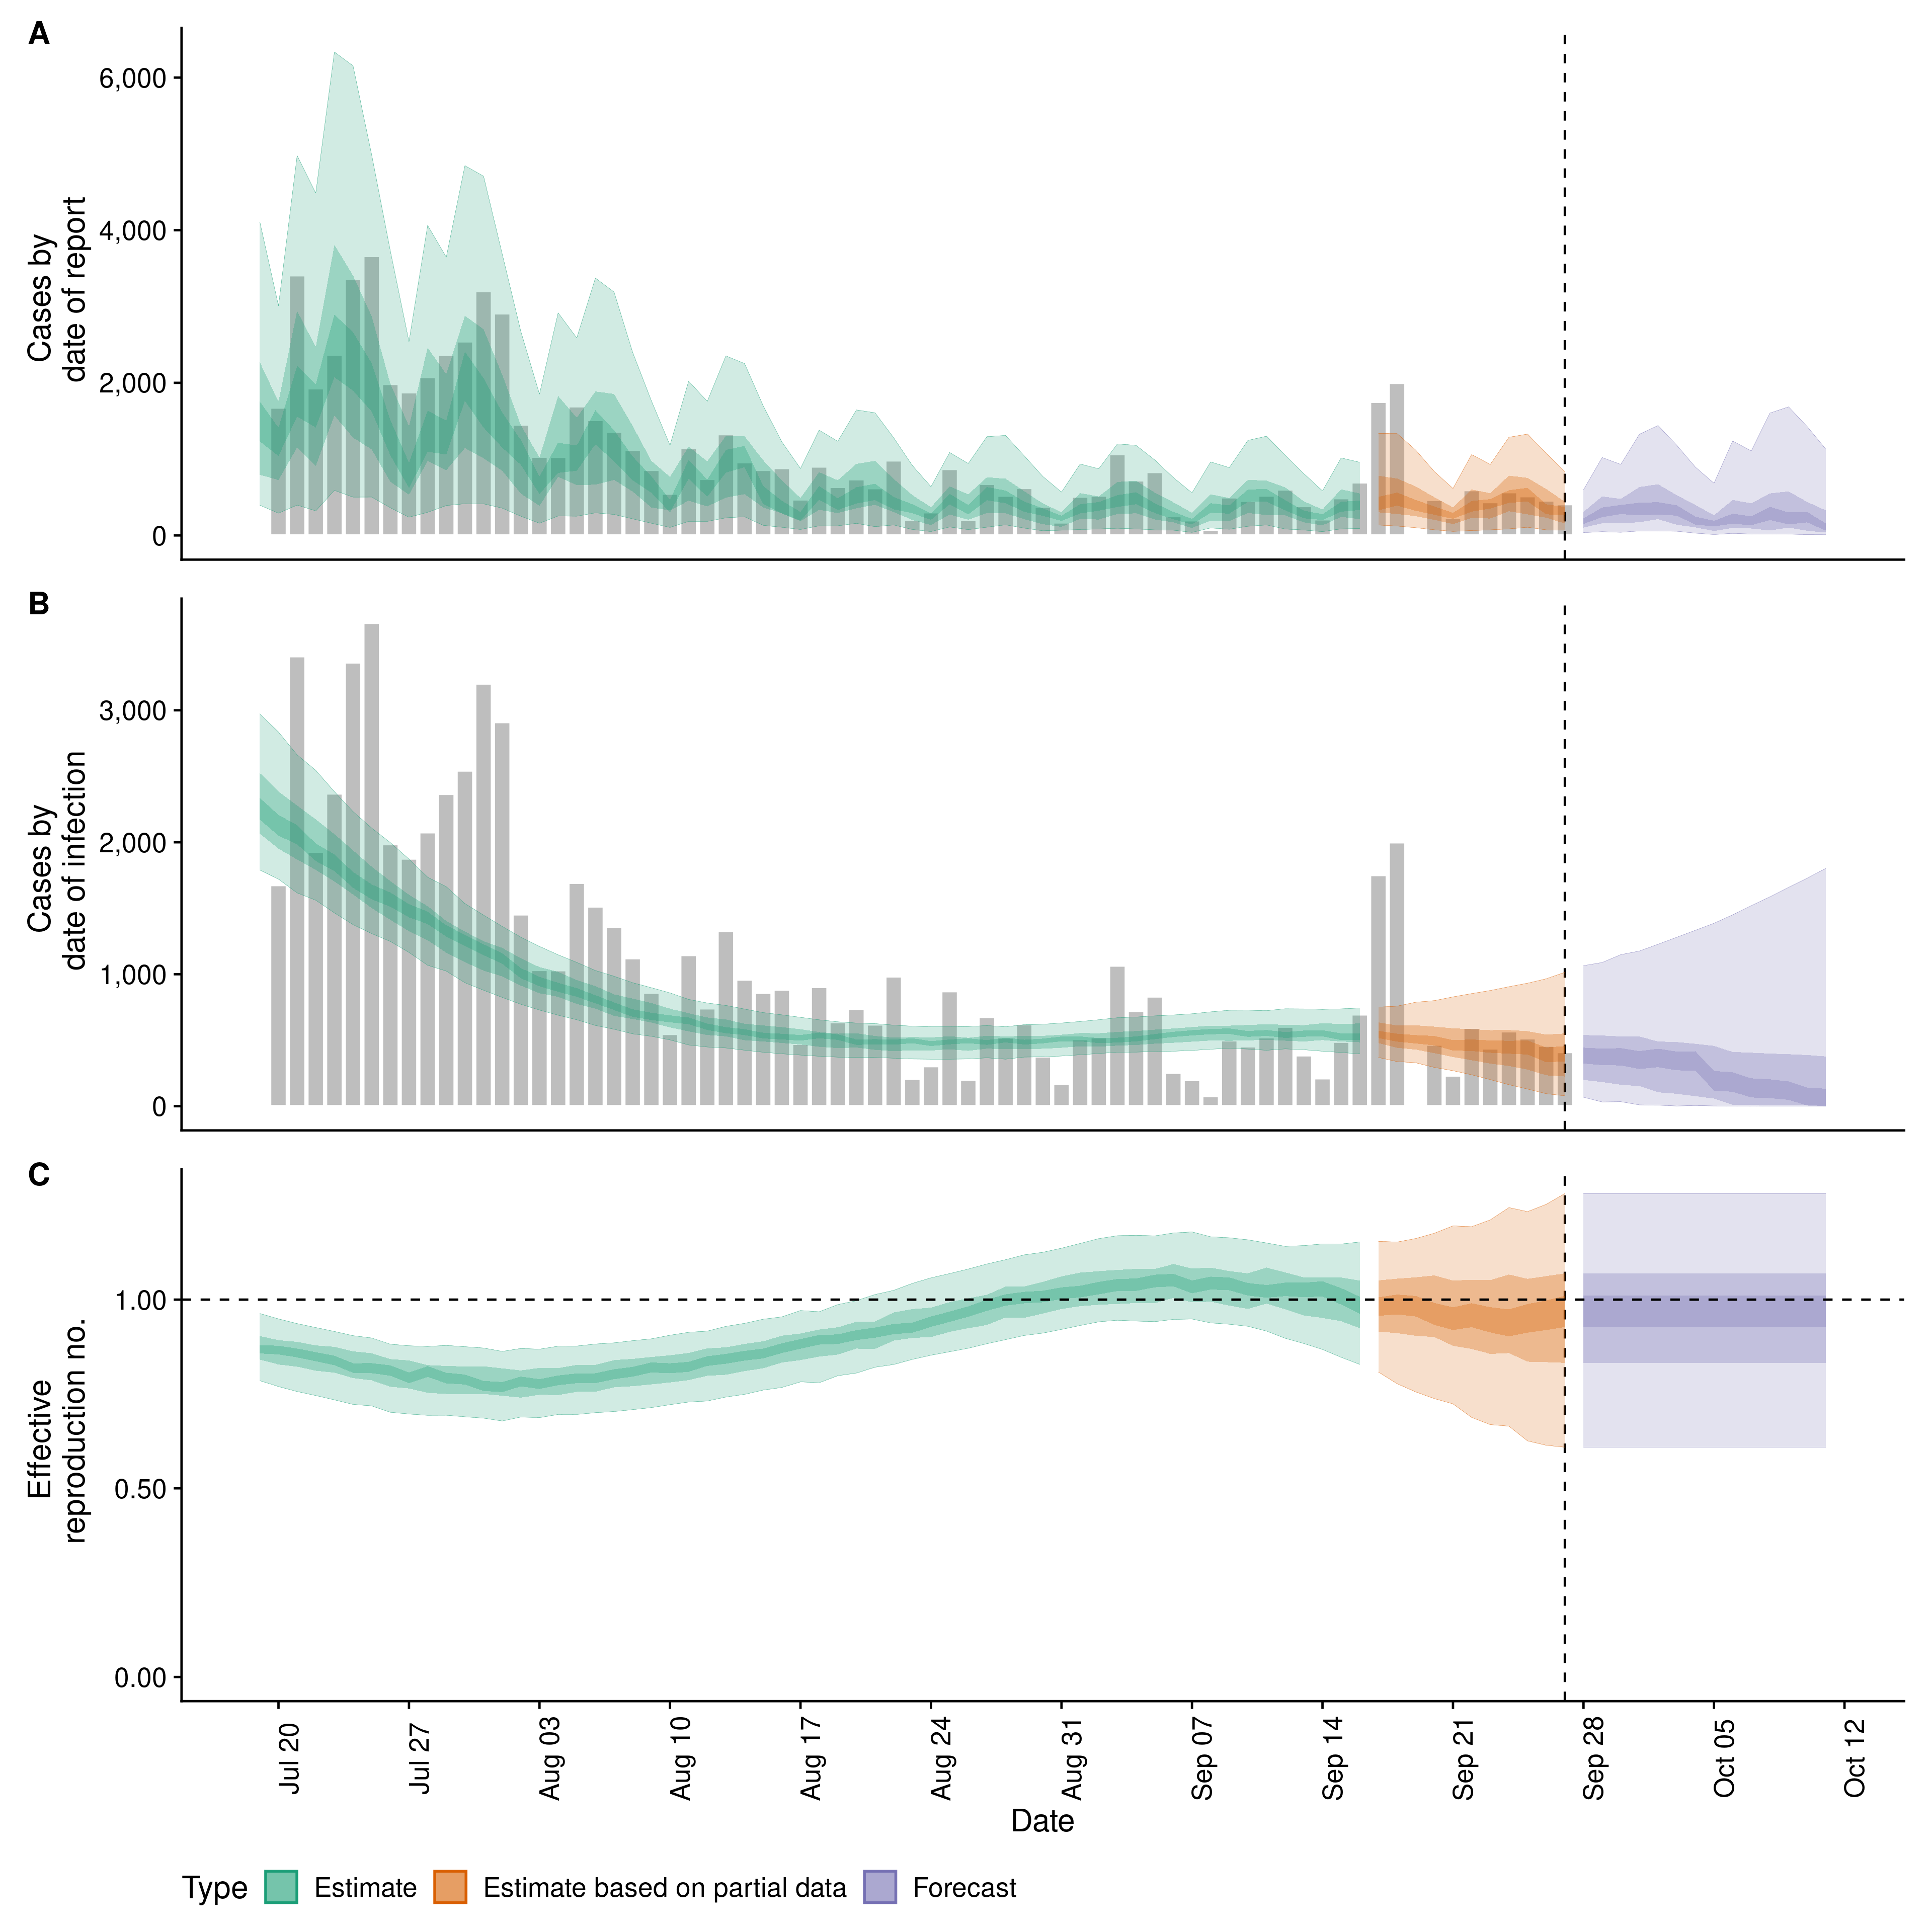 A
Cases by
date of report
6,000
4,000
2,000
0
B
Cases by
date of infection
3,000
2,000
1,000
0
C
Effective
reproduction no.
1.00
0.50
0.00
Jul 20
Jul 27
Aug 03
Aug 10
Aug 17
Aug 24
Aug 31
Sep 07
Sep 14
Sep 21
Sep 28
Oct 05
Oct 12
Date
Type Estimate Estimate based on partial data Forecast